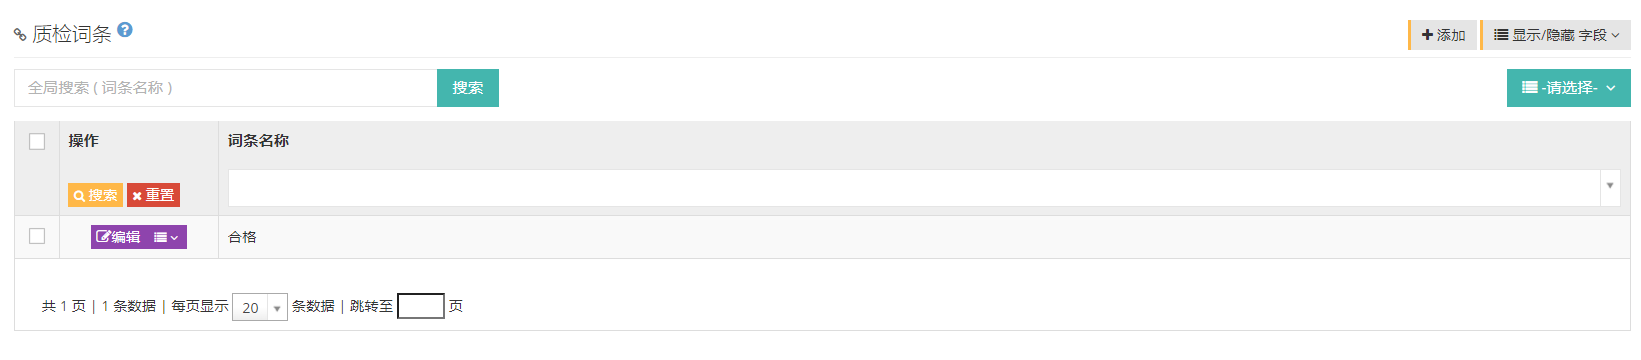 质检词条
添加 显示/隐藏 字段
全局搜索 ( 词条名称 ) 搜索 -请选择-
操作 词条名称
搜索 重置
编辑 合格
共 1 页 | 1 条数据 | 每页显示 20 条数据 | 跳转至 页